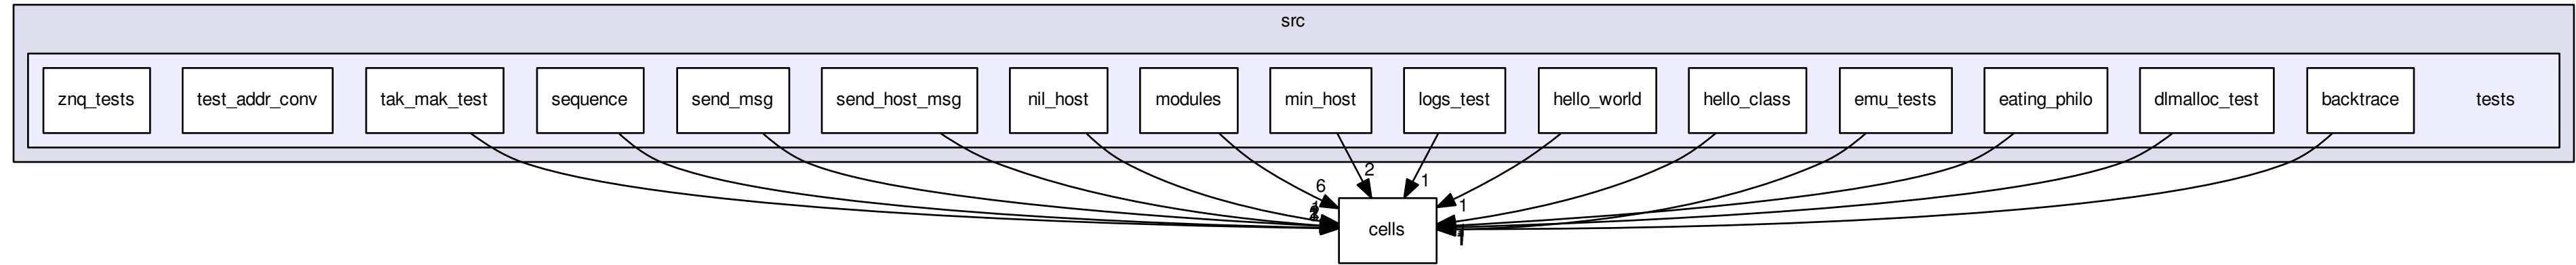 src
znq_tests
test_addr_conv
tak_mak_test
sequence
send_msg
send_host_msg
nil_host
modules
min_host
logs_test
hello_world
hello_class
emu_tests
eating_philo
dlmalloc_test
backtrace
tests
2
1
6
1
cells